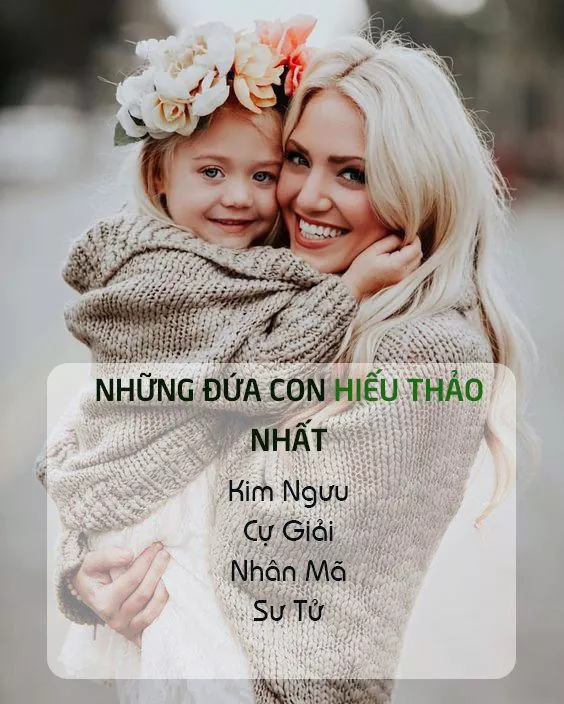 NHỮNG ĐỨA CON HIẾU THẢO
NHẤT
Kim Ngưu
Cự Giải
Nhân Mã
Sư Tử